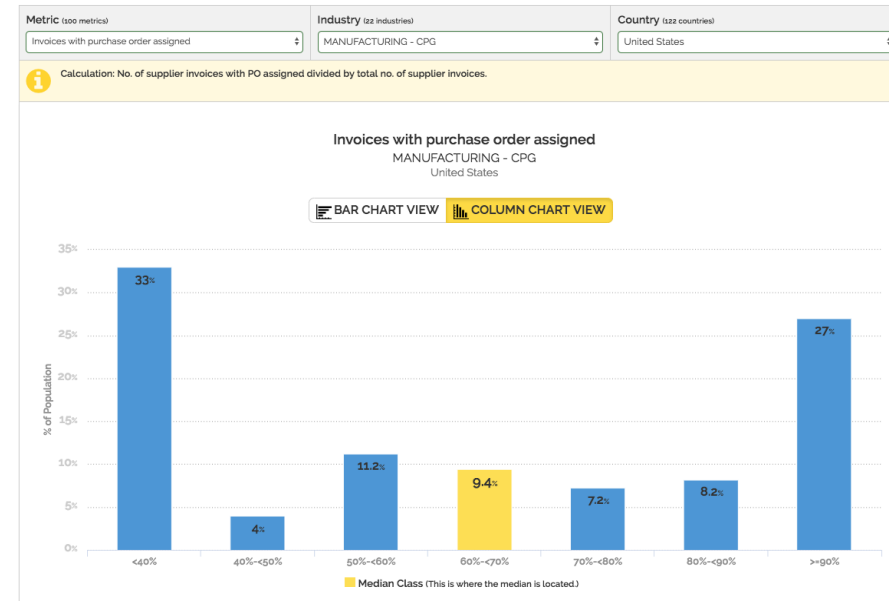 Metric (100 metrics) Industry (22 industries) Country (122 countries)
Invoices with purchase order assigned MANUFACTURING - CPG United States
Calculation: No. of supplier invoices with PO assigned divided by total no. of supplier invoices.
Invoices with purchase order assigned
MANUFACTURING - CPG
United States
BAR CHART VIEW COLUMN CHART VIEW
35%
30%
25%
20%
15%
10%
5%
0%
% of Population
33%
4%
11.2%
9.4%
7.2%
8.2%
27%
<40% 40%-<50% 50%-<60% 60%-<70% 70%-<80% 80%-<90% >=90%
Median Class (This is where the median is located.)